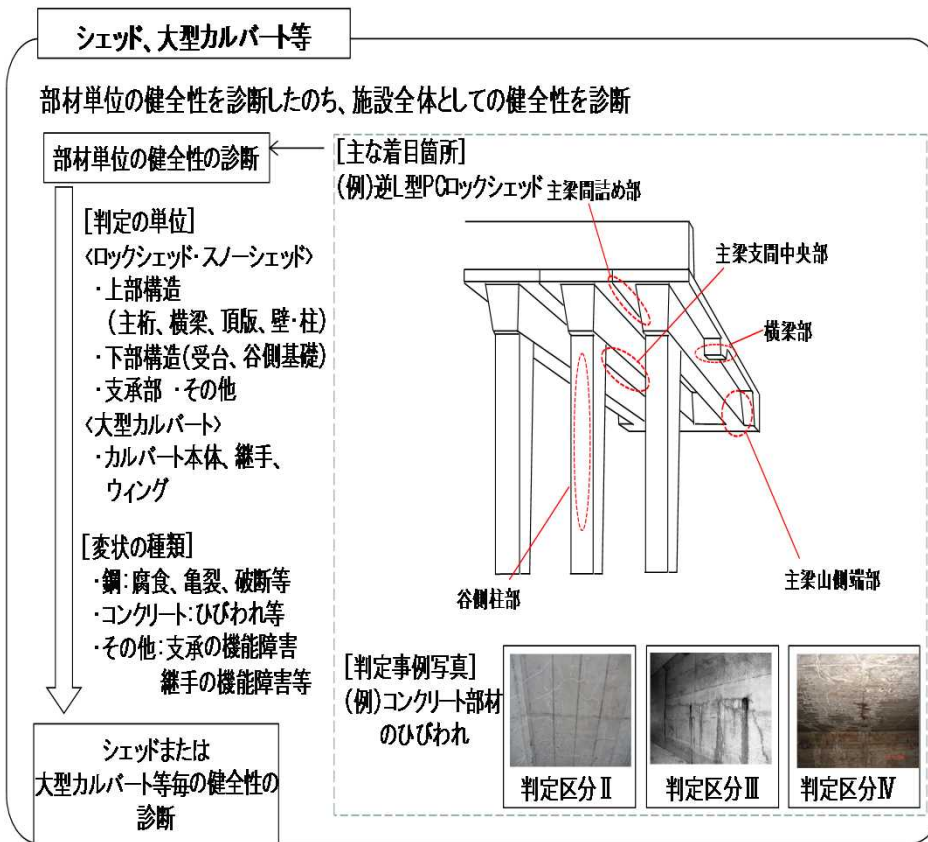 シェッド、大型カルバート等
部材単位の健全性を診断したのち、施設全体としての健全性を診断
部材単位の健全性の診断
[判定の単位]
〈ロックシェッド・スノーシェッド〉
・上部構造
(主桁、横梁、頂版、壁・柱)
・下部構造(受台、谷側基礎)
・支承部 ・その他
〈大型カルバート〉
・カルバート本体、継手、
ウィング
[変状の種類]
・鋼:腐食、亀裂、破断等
・コンクリート:ひびわれ等
・その他:支承の機能障害
継手の機能障害等
シェッドまたは
大型カルバート等毎の健全性の
診断
[主な着目箇所]
(例)逆L型PCロックシェッド
主梁間詰め部
主梁支間中央部
横梁部
主梁山側端部
谷側柱部
[判定事例写真]
(例)コンクリート部材
のひびわれ
判定区分Ⅱ
判定区分Ⅲ
判定区分Ⅳ